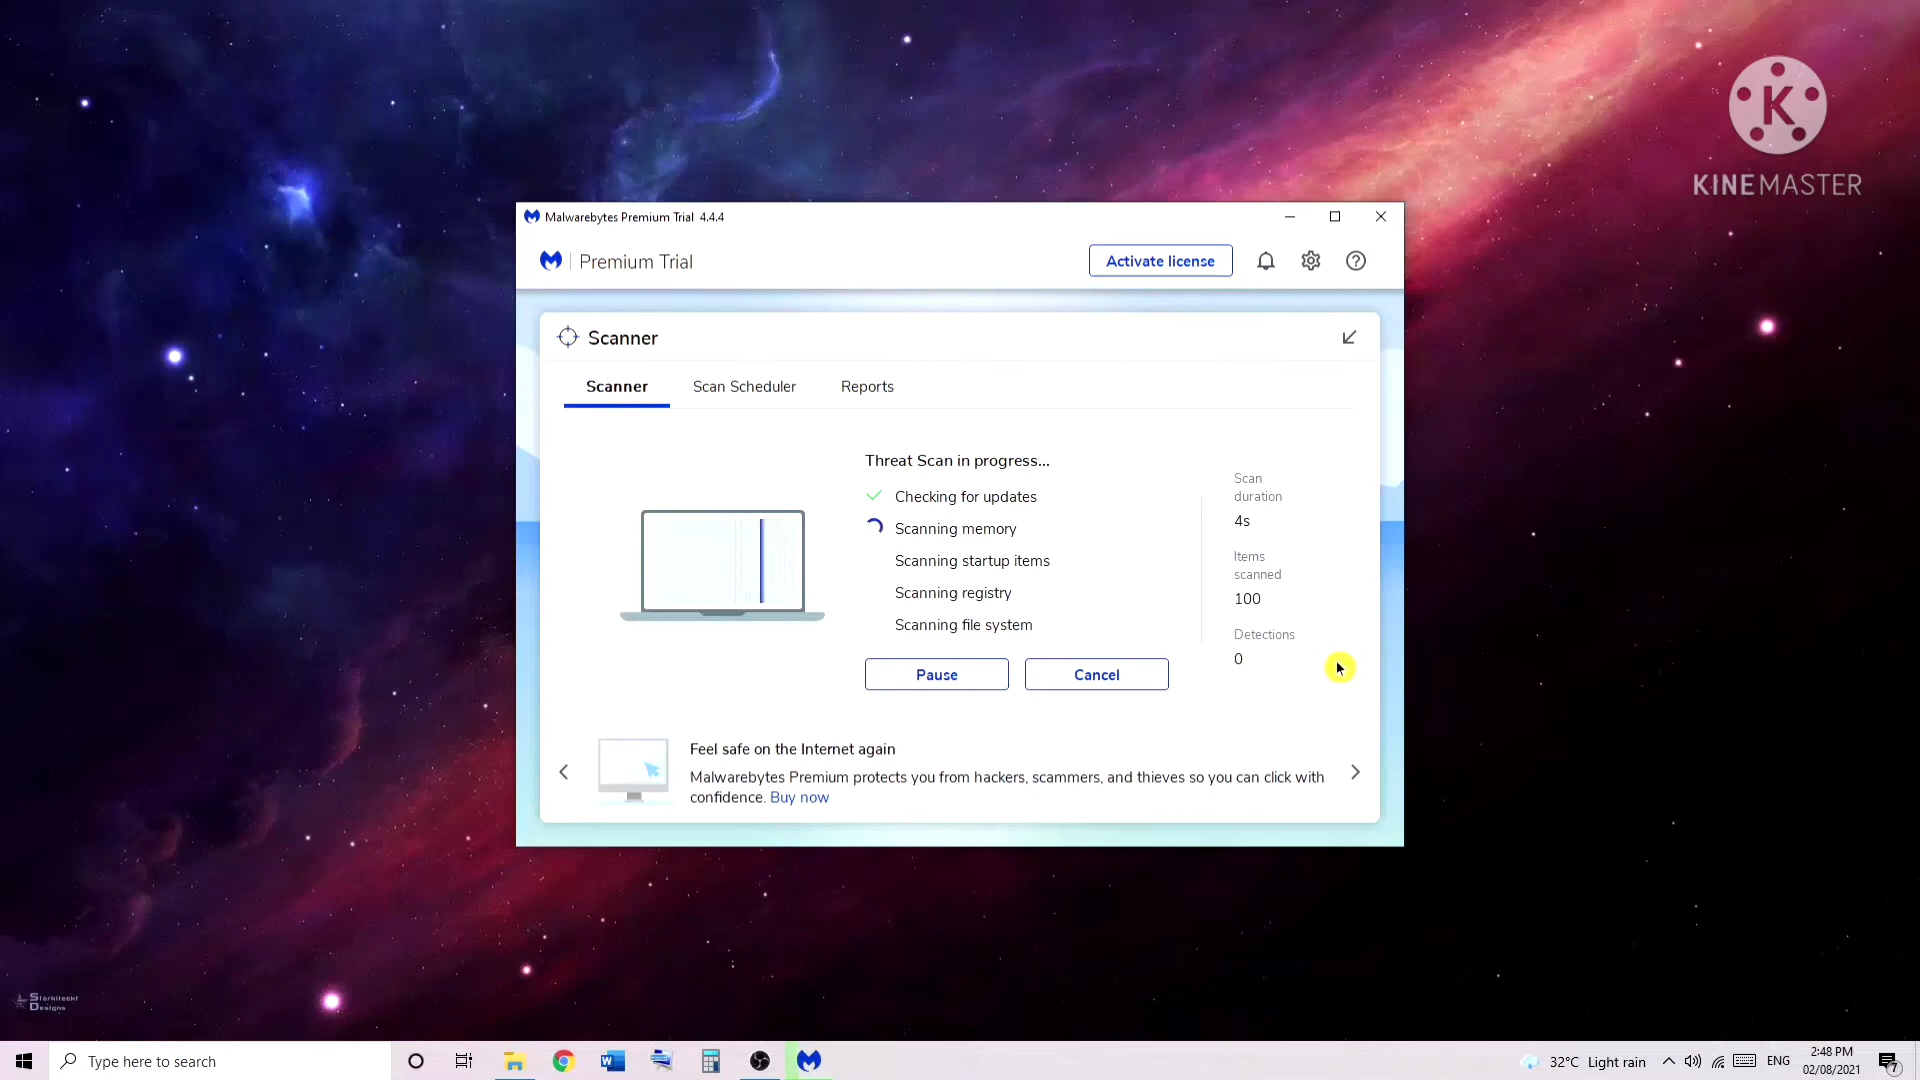 KINEMASTER
Malwarebytes Premium Trial 4.4.4
Premium Trial
Activate license
Scanner
Scanner
Scan Scheduler
Reports
Threat Scan in progress...
Checking for updates
Scanning memory
Scanning startup items
Scanning registry
Scanning file system
Pause
Cancel
Scan
duration
4s
Items
scanned
100
Detections
0
Feel safe on the Internet again
Malwarebytes Premium protects you from hackers, scammers, and thieves so you can click with
confidence. Buy now
Starkiteckt
Designs
Type here to search
32°C Light rain
ENG
2:48 PM
02/08/2021
7